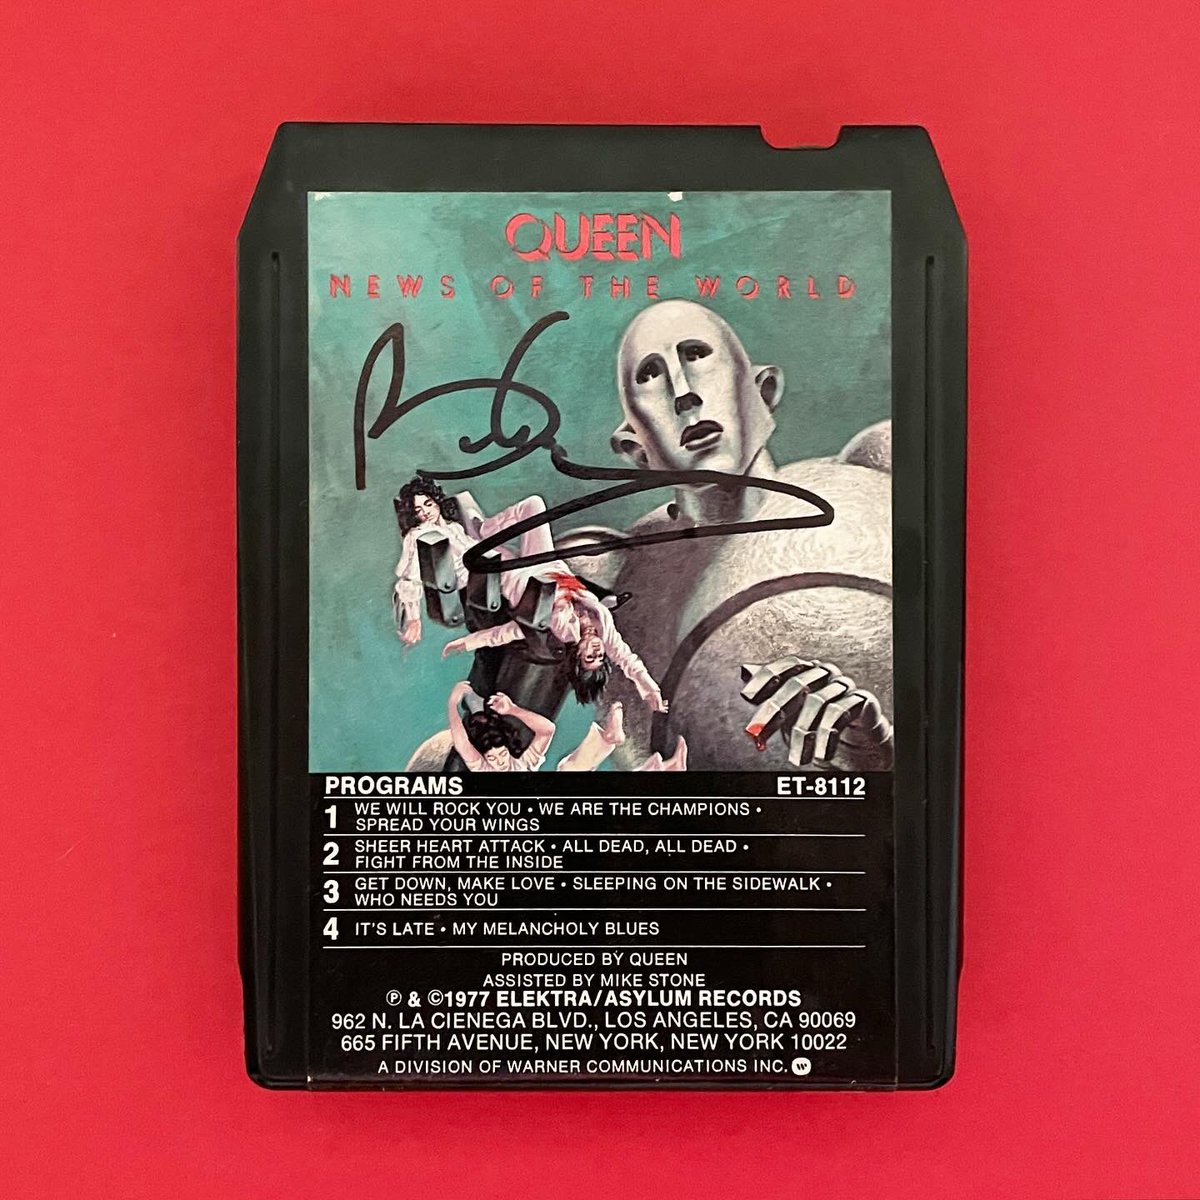 QUEEN
NEWS OF THE WORLD
PROGRAMS ET-8112
1 WE WILL ROCK YOU • WE ARE THE CHAMPIONS •
SPREAD YOUR WINGS
2 SHEER HEART ATTACK • ALL DEAD, ALL DEAD •
FIGHT FROM THE INSIDE
3 GET DOWN, MAKE LOVE • SLEEPING ON THE SIDEWALK •
WHO NEEDS YOU
4 IT'S LATE • MY MELANCHOLY BLUES
PRODUCED BY QUEEN
ASSISTED BY MIKE STONE
℗ & ©1977 ELEKTRA/ASYLUM RECORDS
962 N. LA CIENEGA BLVD., LOS ANGELES, CA 90069
665 FIFTH AVENUE, NEW YORK, NEW YORK 10022
A DIVISION OF WARNER COMMUNICATIONS INC.